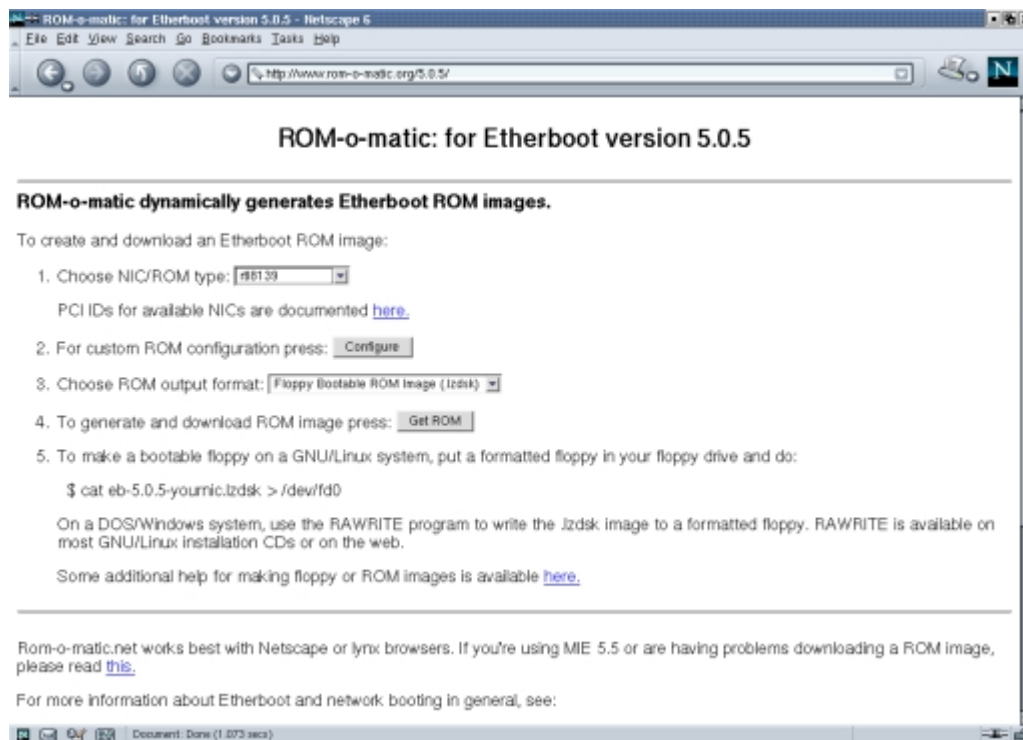 ROM-o-matic: for Etherboot version 5.0.5 - Netscape 6
File Edit View Search Go Bookmarks Tasks Help
http://www.rom-o-matic.org/5.0.5/
N
ROM-o-matic: for Etherboot version 5.0.5
ROM-o-matic dynamically generates Etherboot ROM images.
To create and download an Etherboot ROM image:
1. Choose NIC/ROM type:
PCI IDs for available NICs are documented here.
2. For custom ROM configuration press: Configure
3. Choose ROM output format: Floppy Bootable ROM Image (.lzdsk)
4. To generate and download ROM image press: Get ROM
5. To make a bootable floppy on a GNU/Linux system, put a formatted floppy in your floppy drive and do:
$ cat eb-5.0.5-yournic.lzdsk > /dev/fd0
On a DOS/Windows system, use the RAWRITE program to write the .lzdsk image to a formatted floppy. RAWRITE is available on
most GNU/Linux installation CDs or on the web.
Some additional help for making floppy or ROM images is available here.
Rom-o-matic.net works best with Netscape or lynx browsers. If you're using MIE 5.5 or are having problems downloading a ROM image,
please read this.
For more information about Etherboot and network booting in general, see:
Document: Done (1.073 secs)